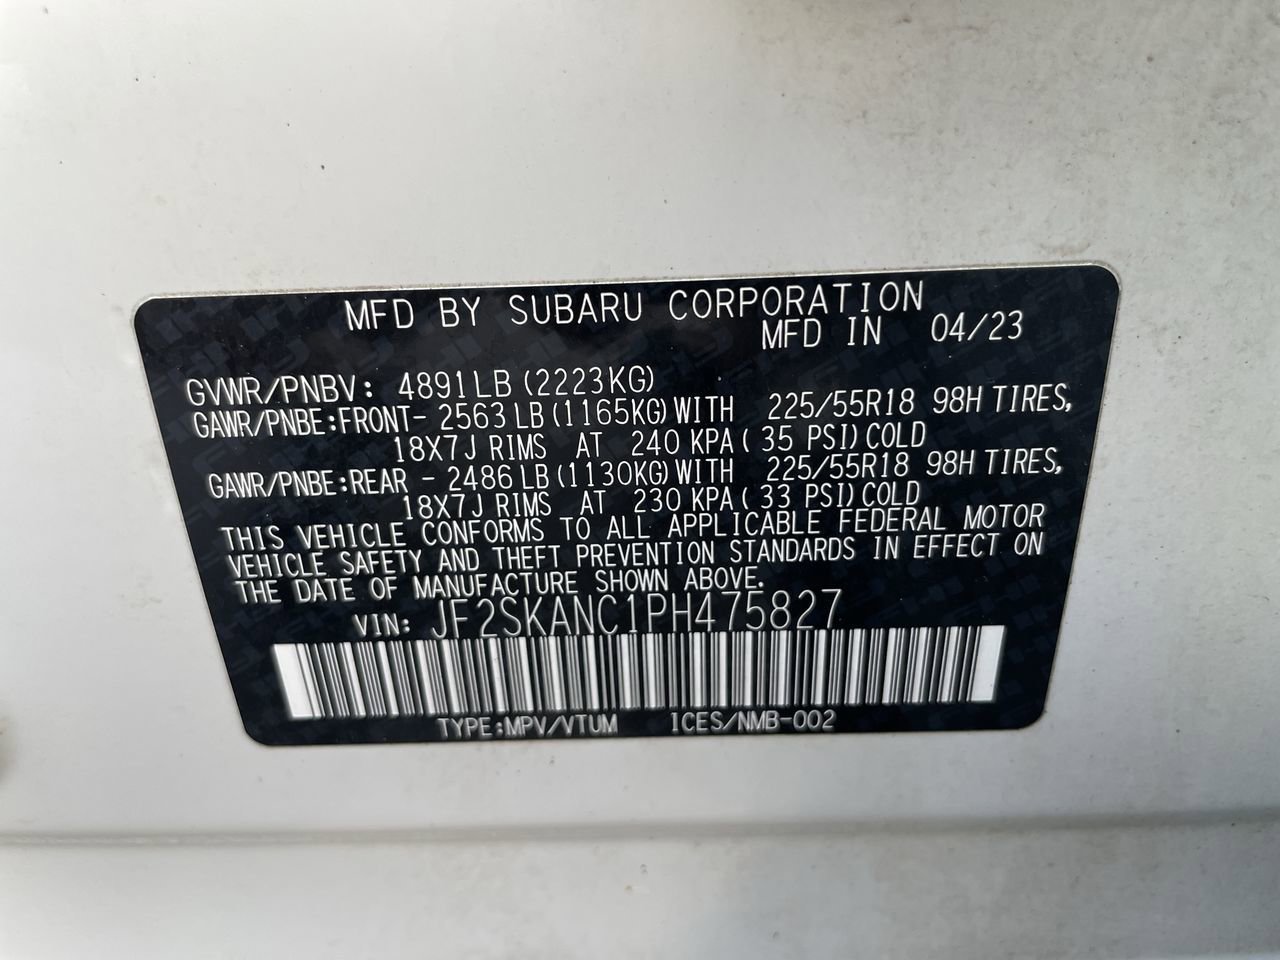 MFD BY SUBARU CORPORATION
MFD IN 04/23
GVWR/PNBV: 4891LB (2223KG)
GAWR/PNBE:FRONT- 2563 LB (1165KG) WITH 225/55R18 98H TIRES,
18X7J RIMS AT 240 KPA ( 35 PSI) COLD
GAWR/PNBE:REAR - 2486 LB (1130KG) WITH 225/55R18 98H TIRES,
18X7J RIMS AT 230 KPA ( 33 PSI) COLD
THIS VEHICLE CONFORMS TO ALL APPLICABLE FEDERAL MOTOR
VEHICLE SAFETY AND THEFT PREVENTION STANDARDS IN EFFECT ON
THE DATE OF MANUFACTURE SHOWN ABOVE.
VIN: JF2SKANC1PH475827
TYPE:MPV/VTUM ICES/NMB-002